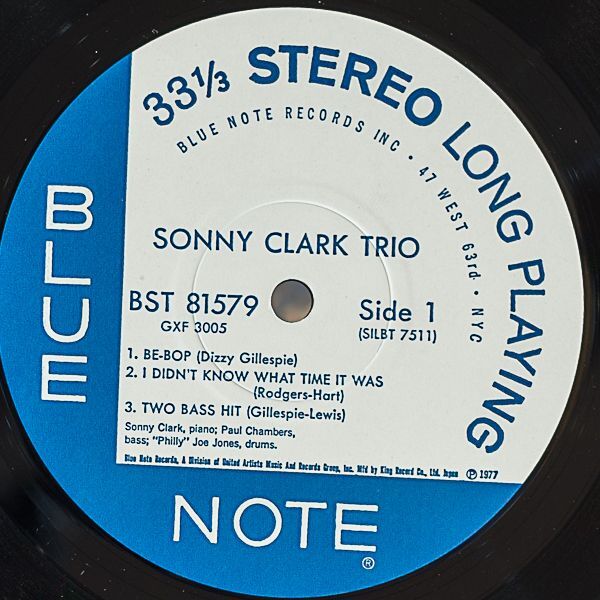 33 1/3 STEREO LONG PLAYING
BLUE NOTE RECORDS INC • 47 WEST 63rd • NYC
BLUE
SONNY CLARK TRIO
BST 81579
GXF 3005
Side 1
(SILBT 7511)
1. BE-BOP (Dizzy Gillespie)
2. I DIDN'T KNOW WHAT TIME IT WAS
(Rodgers-Hart)
3. TWO BASS HIT (Gillespie-Lewis)
Sonny Clark, piano; Paul Chambers,
bass; "Philly" Joe Jones, drums.
Blue Note Records, A Division of United Artists Music And Records Group, Inc. Mfd by King Record Co., Ltd. Japan ℗ 1977
NOTE
®